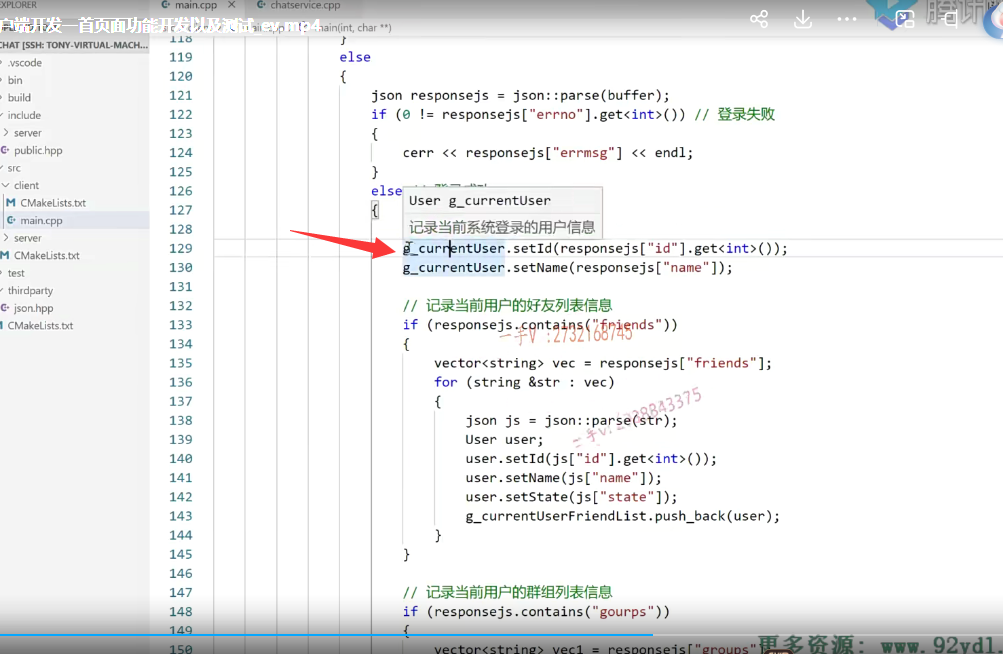 EXPLORER
main.cpp
chatservice.cpp
户端开发—首页面功能开发以及测试_ev.mp4
main(int, char **)
CHAT [SSH: TONY-VIRTUAL-MACH...
.vscode
bin
build
include
server
public.hpp
src
client
CMakeLists.txt
main.cpp
server
CMakeLists.txt
test
thirdparty
json.hpp
CMakeLists.txt
118 }
119 else
120 {
121 json responsejs = json::parse(buffer);
122 if (0 != responsejs["errno"].get<int>()) // 登录失败
123 {
124 cerr << responsejs["errmsg"] << endl;
125 }
126 else
127 {
User g_currentUser
记录当前系统登录的用户信息
128
129 g_currentUser.setId(responsejs["id"].get<int>());
130 g_currentUser.setName(responsejs["name"]);
131
132 // 记录当前用户的好友列表信息
133 if (responsejs.contains("friends"))
一手V :2732168745
134 {
135 vector<string> vec = responsejs["friends"];
136 for (string &str : vec)
137 {
138 json js = json::parse(str);
139 User user;
140 user.setId(js["id"].get<int>());
141 user.setName(js["name"]);
142 user.setState(js["state"]);
143 g_currentUserFriendList.push_back(user);
144 }
145 }
146
147 // 记录当前用户的群组列表信息
148 if (responsejs.contains("gourps"))
149 {
150 vector<string> vec1 = responsejs["groups"]
更多资源: www.92yd1.